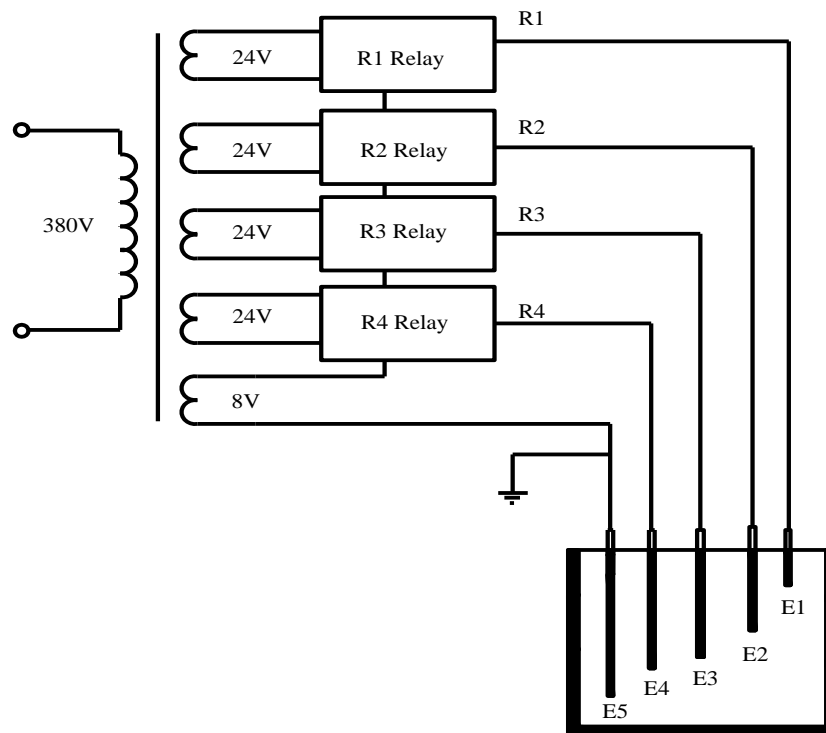 R1
24V
R1 Relay
R2
24V
R2 Relay
380V
R3
24V
R3 Relay
R4
24V
R4 Relay
8V
E1
E2
E3
E4
E5